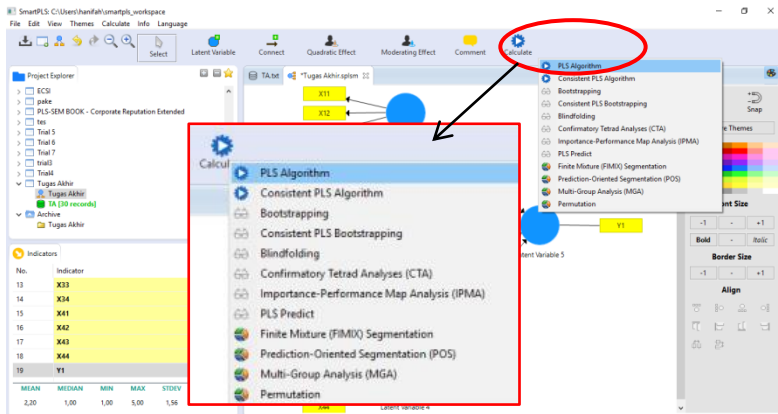 SmartPLS: C:\Users\hanifah\smartpls_workspace
File Edit View Themes Calculate Info Language
Select
Latent Variable
Connect
Quadratic Effect
Moderating Effect
Comment
Calculate
Project Explorer
ECSI
pake
PLS-SEM BOOK - Corporate Reputation Extended
tes
Trial 5
Trial 6
Trial 7
trial3
Trial4
Tugas Akhir
Tugas Akhir
TA [30 records]
Archive
Tugas Akhir
TA.txt
*Tugas Akhir.splsm
X11
X12
PLS Algorithm
Consistent PLS Algorithm
Bootstrapping
Consistent PLS Bootstrapping
Blindfolding
Confirmatory Tetrad Analyses (CTA)
Importance-Performance Map Analysis (IPMA)
PLS Predict
Finite Mixture (FIMIX) Segmentation
Prediction-Oriented Segmentation (POS)
Multi-Group Analysis (MGA)
Permutation
Calcul
PLS Algorithm
Consistent PLS Algorithm
Bootstrapping
Consistent PLS Bootstrapping
Blindfolding
Confirmatory Tetrad Analyses (CTA)
Importance-Performance Map Analysis (IPMA)
PLS Predict
Finite Mixture (FIMIX) Segmentation
Prediction-Oriented Segmentation (POS)
Multi-Group Analysis (MGA)
Permutation
Y1
tent Variable 5
X44
Latent Variable 4
Snap
re Themes
nt Size
-1 - +1
Bold - Italic
Border Size
-1 - +1
Align
Indicators
No. Indicator
13 X33
14 X34
15 X41
16 X42
17 X43
18 X44
19 Y1
MEAN MEDIAN MIN MAX STDEV
2,20 1,00 1,00 5,00 1,56